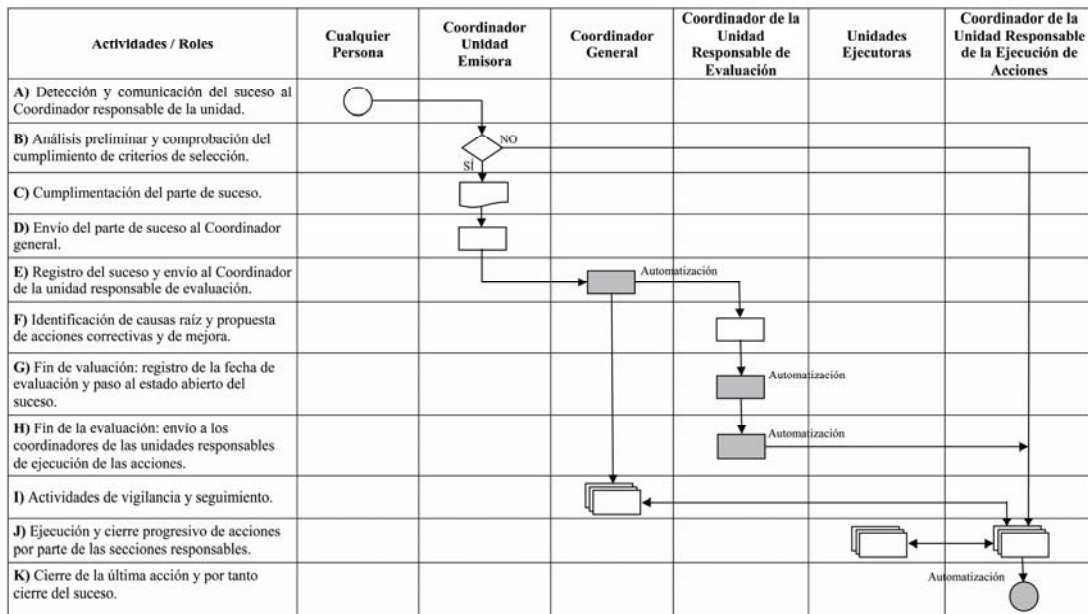 Actividades / Roles
Cualquier
Persona
Coordinador
Unidad
Emisora
Coordinador
General
Coordinador de la
Unidad
Responsable de
Evaluación
Unidades
Ejecutoras
Coordinador de la
Unidad Responsable
de la Ejecución de
Acciones
A) Detección y comunicación del suceso al
Coordinador responsable de la unidad.
B) Análisis preliminar y comprobación del
cumplimiento de criterios de selección.
NO
SÍ
C) Cumplimentación del parte de suceso.
D) Envío del parte de suceso al Coordinador
general.
E) Registro del suceso y envío al Coordinador
de la unidad responsable de evaluación.
Automatización
F) Identificación de causas raíz y propuesta
de acciones correctivas y de mejora.
G) Fin de valuación: registro de la fecha de
evaluación y paso al estado abierto del
suceso.
Automatización
H) Fin de la evaluación: envío a los
coordinadores de las unidades responsables
de ejecución de las acciones.
Automatización
I) Actividades de vigilancia y seguimiento.
J) Ejecución y cierre progresivo de acciones
por parte de las secciones responsables.
K) Cierre de la última acción y por tanto
cierre del suceso.
Automatización